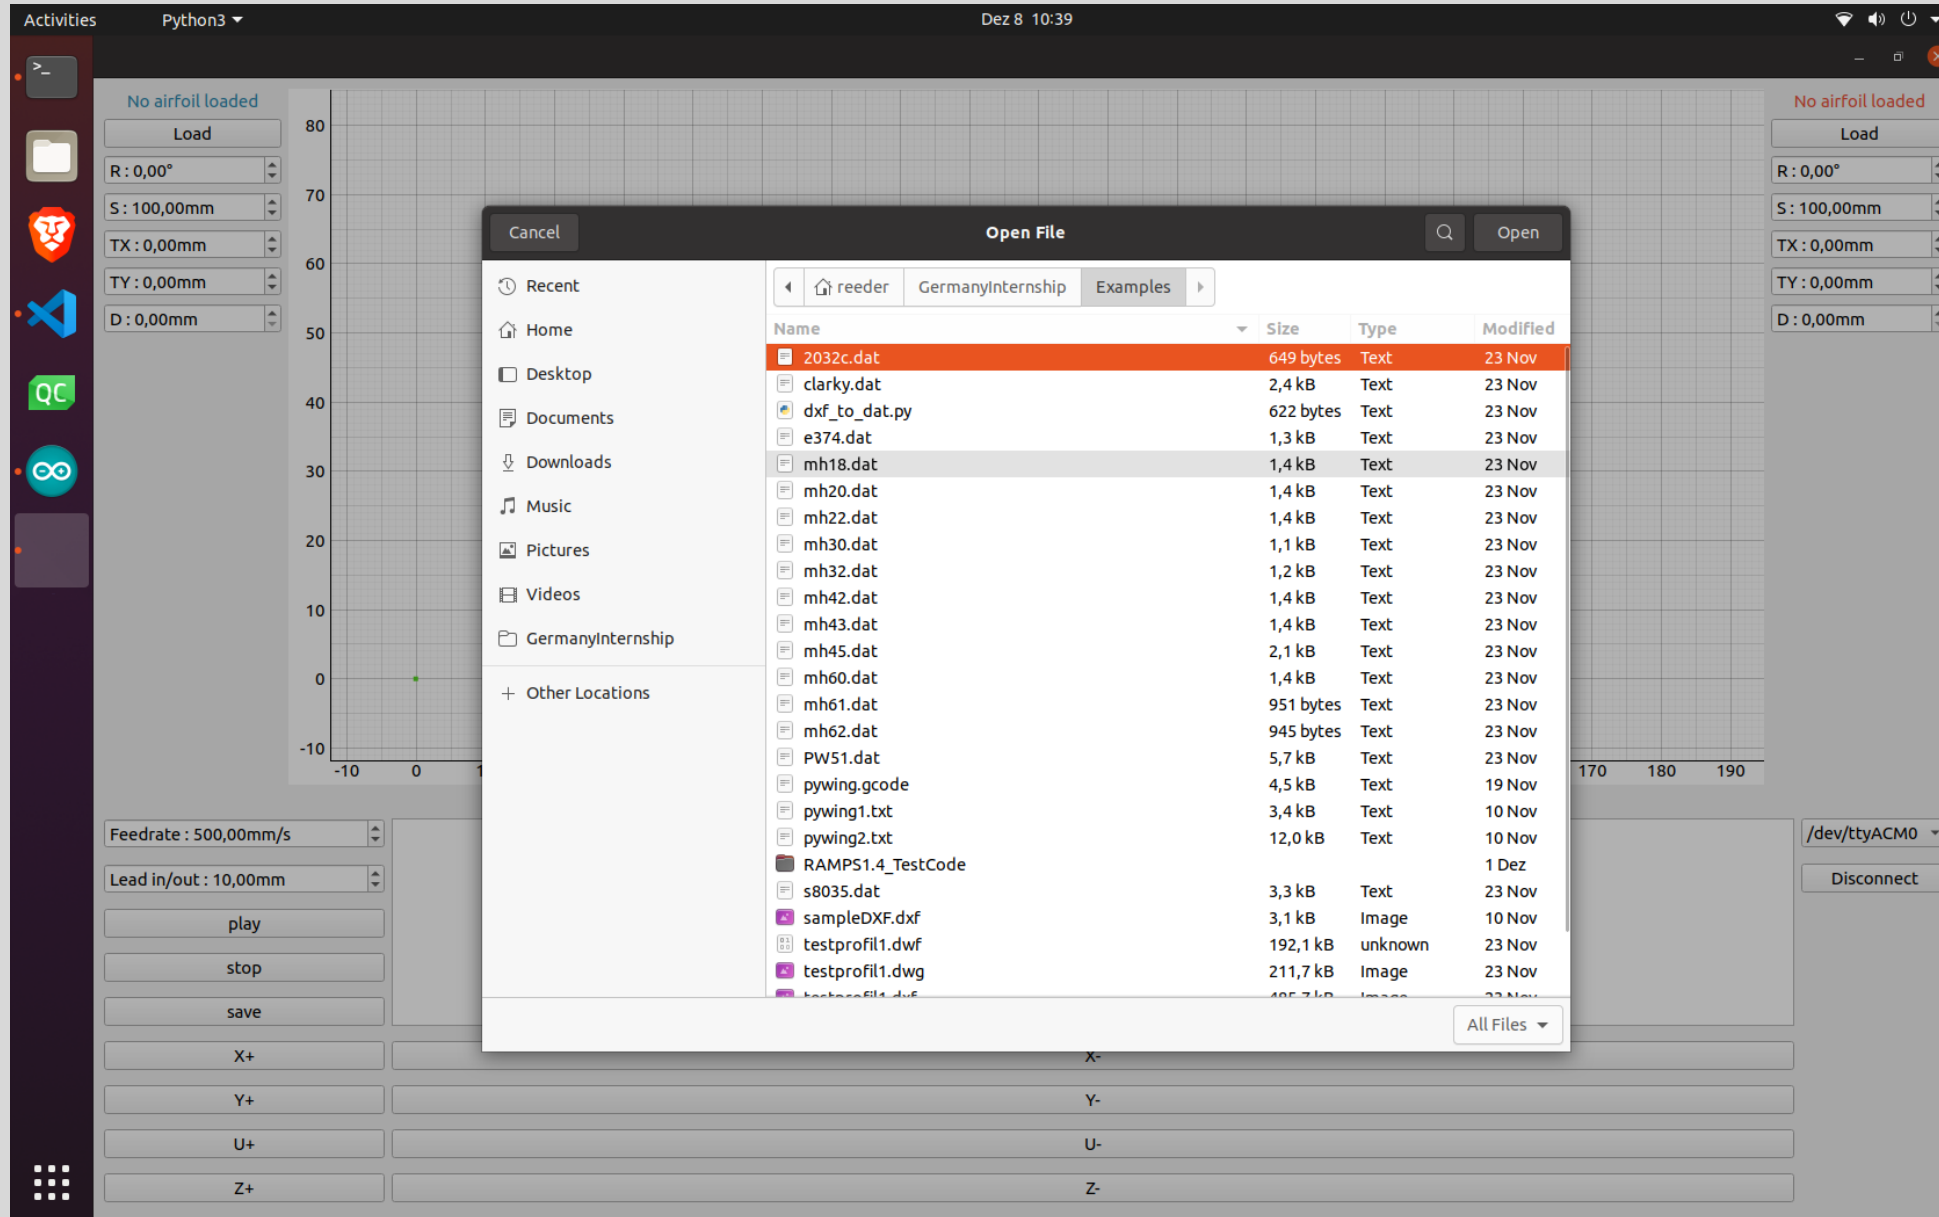 Activities Python3 Dez 8 10:39
No airfoil loaded
Load
R : 0,00°
S : 100,00mm
TX : 0,00mm
TY : 0,00mm
D : 0,00mm
80
70
60
50
40
30
20
10
0
-10
-10 0 1 170 180 190
Cancel Open File Open
Recent
Home
Desktop
Documents
Downloads
Music
Pictures
Videos
GermanyInternship
Other Locations
reeder GermanyInternship Examples
Name Size Type Modified
2032c.dat 649 bytes Text 23 Nov
clarky.dat 2,4 kB Text 23 Nov
dxf_to_dat.py 622 bytes Text 23 Nov
e374.dat 1,3 kB Text 23 Nov
mh18.dat 1,4 kB Text 23 Nov
mh20.dat 1,4 kB Text 23 Nov
mh22.dat 1,4 kB Text 23 Nov
mh30.dat 1,1 kB Text 23 Nov
mh32.dat 1,2 kB Text 23 Nov
mh42.dat 1,4 kB Text 23 Nov
mh43.dat 1,4 kB Text 23 Nov
mh45.dat 2,1 kB Text 23 Nov
mh60.dat 1,4 kB Text 23 Nov
mh61.dat 951 bytes Text 23 Nov
mh62.dat 945 bytes Text 23 Nov
PW51.dat 5,7 kB Text 23 Nov
pywing.gcode 4,5 kB Text 19 Nov
pywing1.txt 3,4 kB Text 10 Nov
pywing2.txt 12,0 kB Text 10 Nov
RAMPS1.4_TestCode 1 Dez
s8035.dat 3,3 kB Text 23 Nov
sampleDXF.dxf 3,1 kB Image 10 Nov
testprofil1.dwf 192,1 kB unknown 23 Nov
testprofil1.dwg 211,7 kB Image 23 Nov
testprofil1.dxf 485,7 kB Image 23 Nov
All Files
No airfoil loaded
Load
R : 0,00°
S : 100,00mm
TX : 0,00mm
TY : 0,00mm
D : 0,00mm
Feedrate : 500,00mm/s
Lead in/out : 10,00mm
play
stop
save
/dev/ttyACM0
Disconnect
X+ X-
Y+ Y-
U+ U-
Z+ Z-
QC